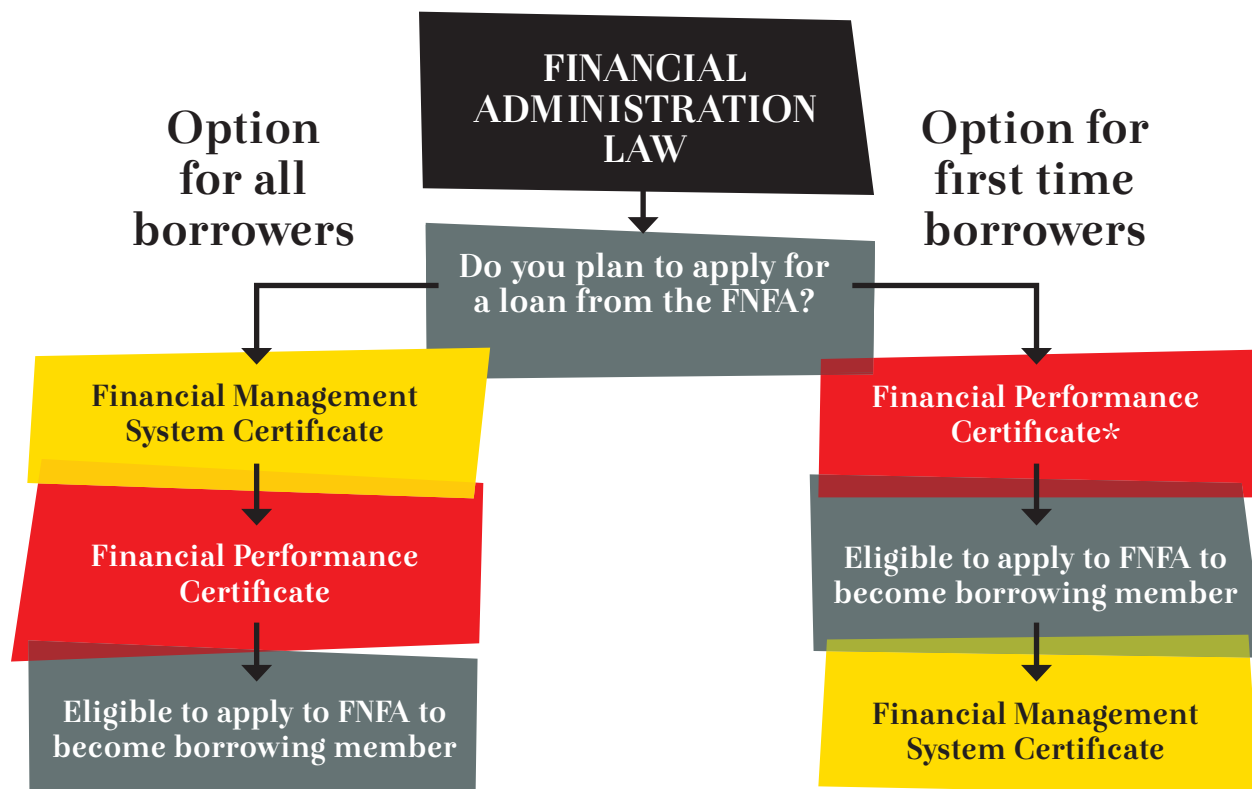 FINANCIAL
ADMINISTRATION
LAW
Option
for all
borrowers
Option for
first time
borrowers
Do you plan to apply for
a loan from the FNFA?
Financial Management
System Certificate
Financial Performance
Certificate
Eligible to apply to FNFA to
become borrowing member
Financial Performance
Certificate*
Eligible to apply to FNFA to
become borrowing member
Financial Management
System Certificate